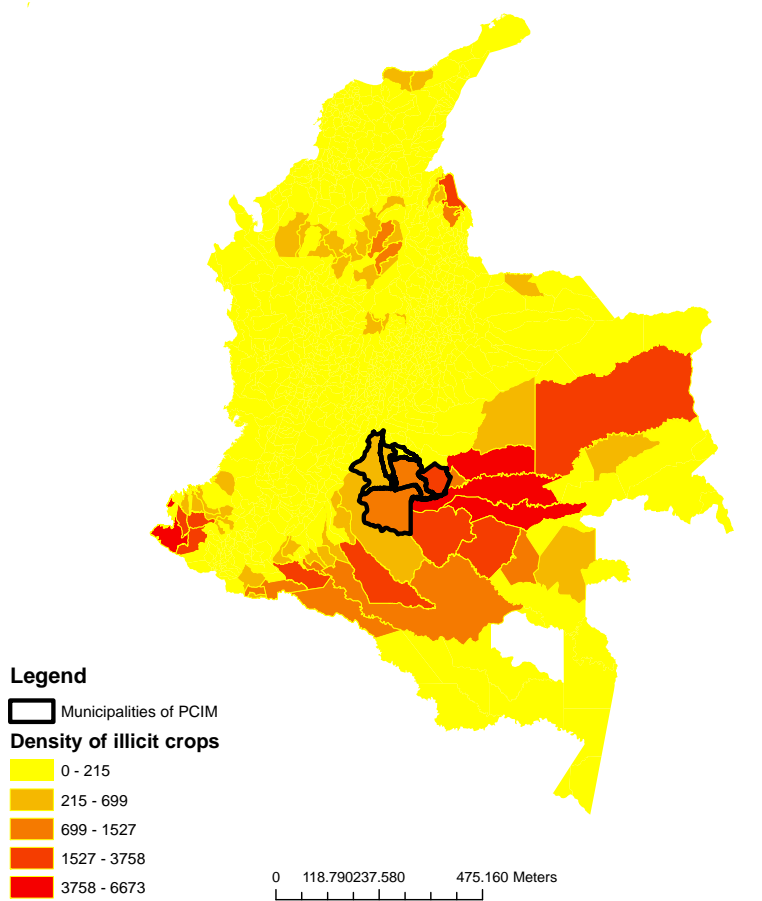 Legend
Municipalities of PCIM
Density of illicit crops
0 - 215
215 - 699
699 - 1527
1527 - 3758
3758 - 6673
0 118.790237.580 475.160 Meters